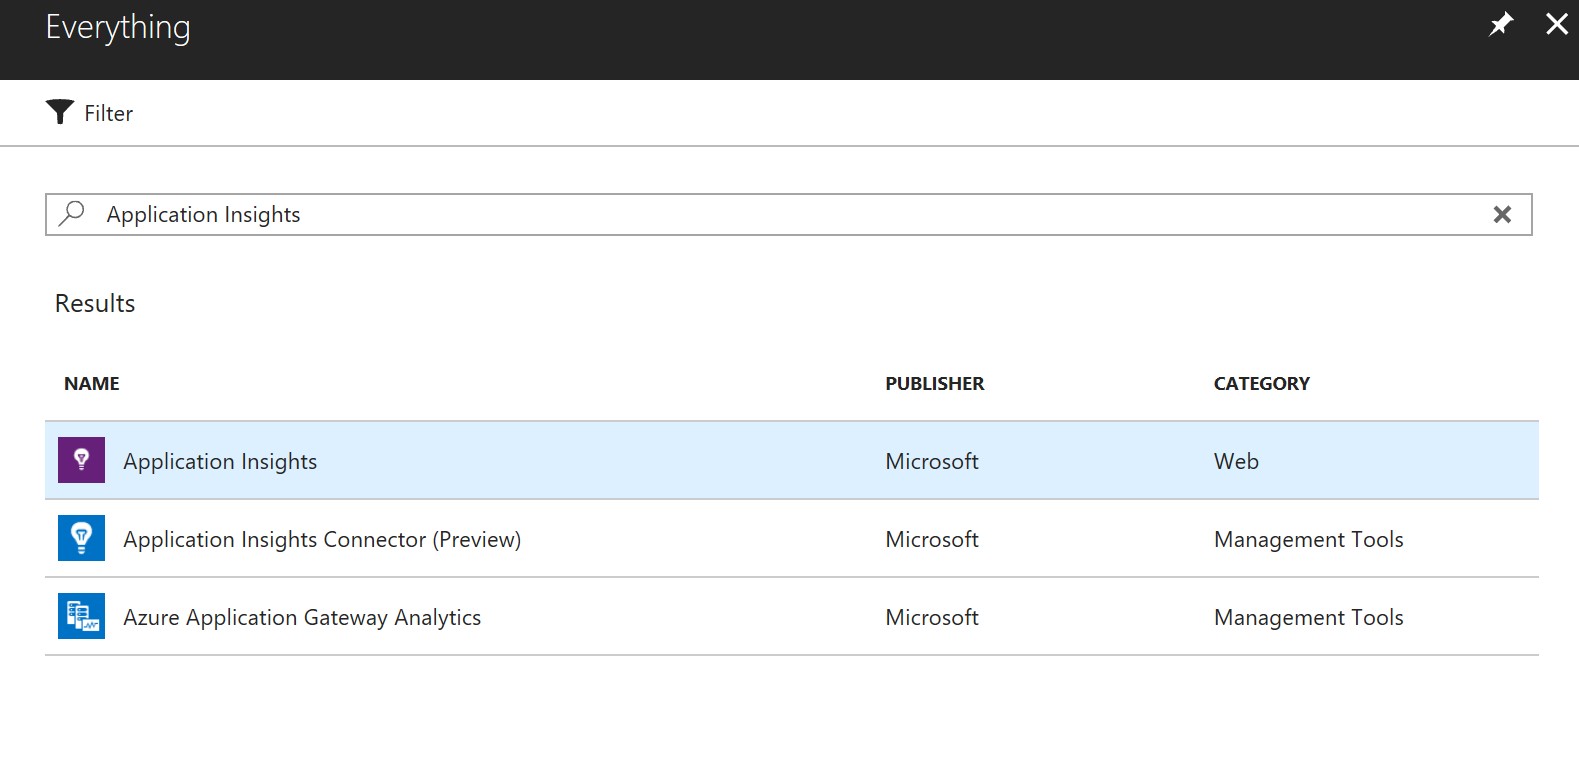 Everything
Filter
Application Insights
Results
NAME PUBLISHER CATEGORY
Application Insights Microsoft Web
Application Insights Connector (Preview) Microsoft Management Tools
Azure Application Gateway Analytics Microsoft Management Tools